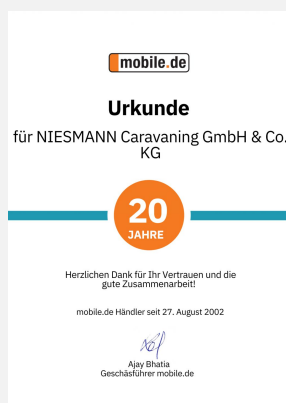 mobile.de
Urkunde
für NIESMANN Caravaning GmbH & Co.
KG
20
JAHRE
Herzlichen Dank für Ihr Vertrauen und die
gute Zusammenarbeit!
mobile.de Händler seit 27. August 2002
Ajay Bhatia
Geschäsführer mobile.de